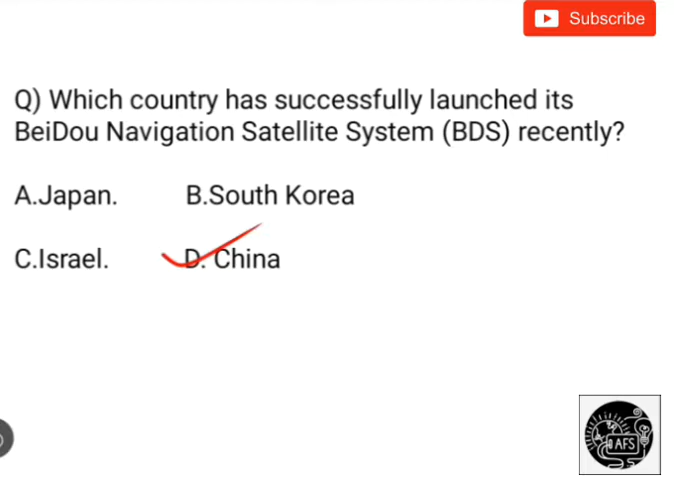 Subscribe
Q) Which country has successfully launched its
BeiDou Navigation Satellite System (BDS) recently?
A.Japan. B.South Korea
C.Israel. D. China
AFS